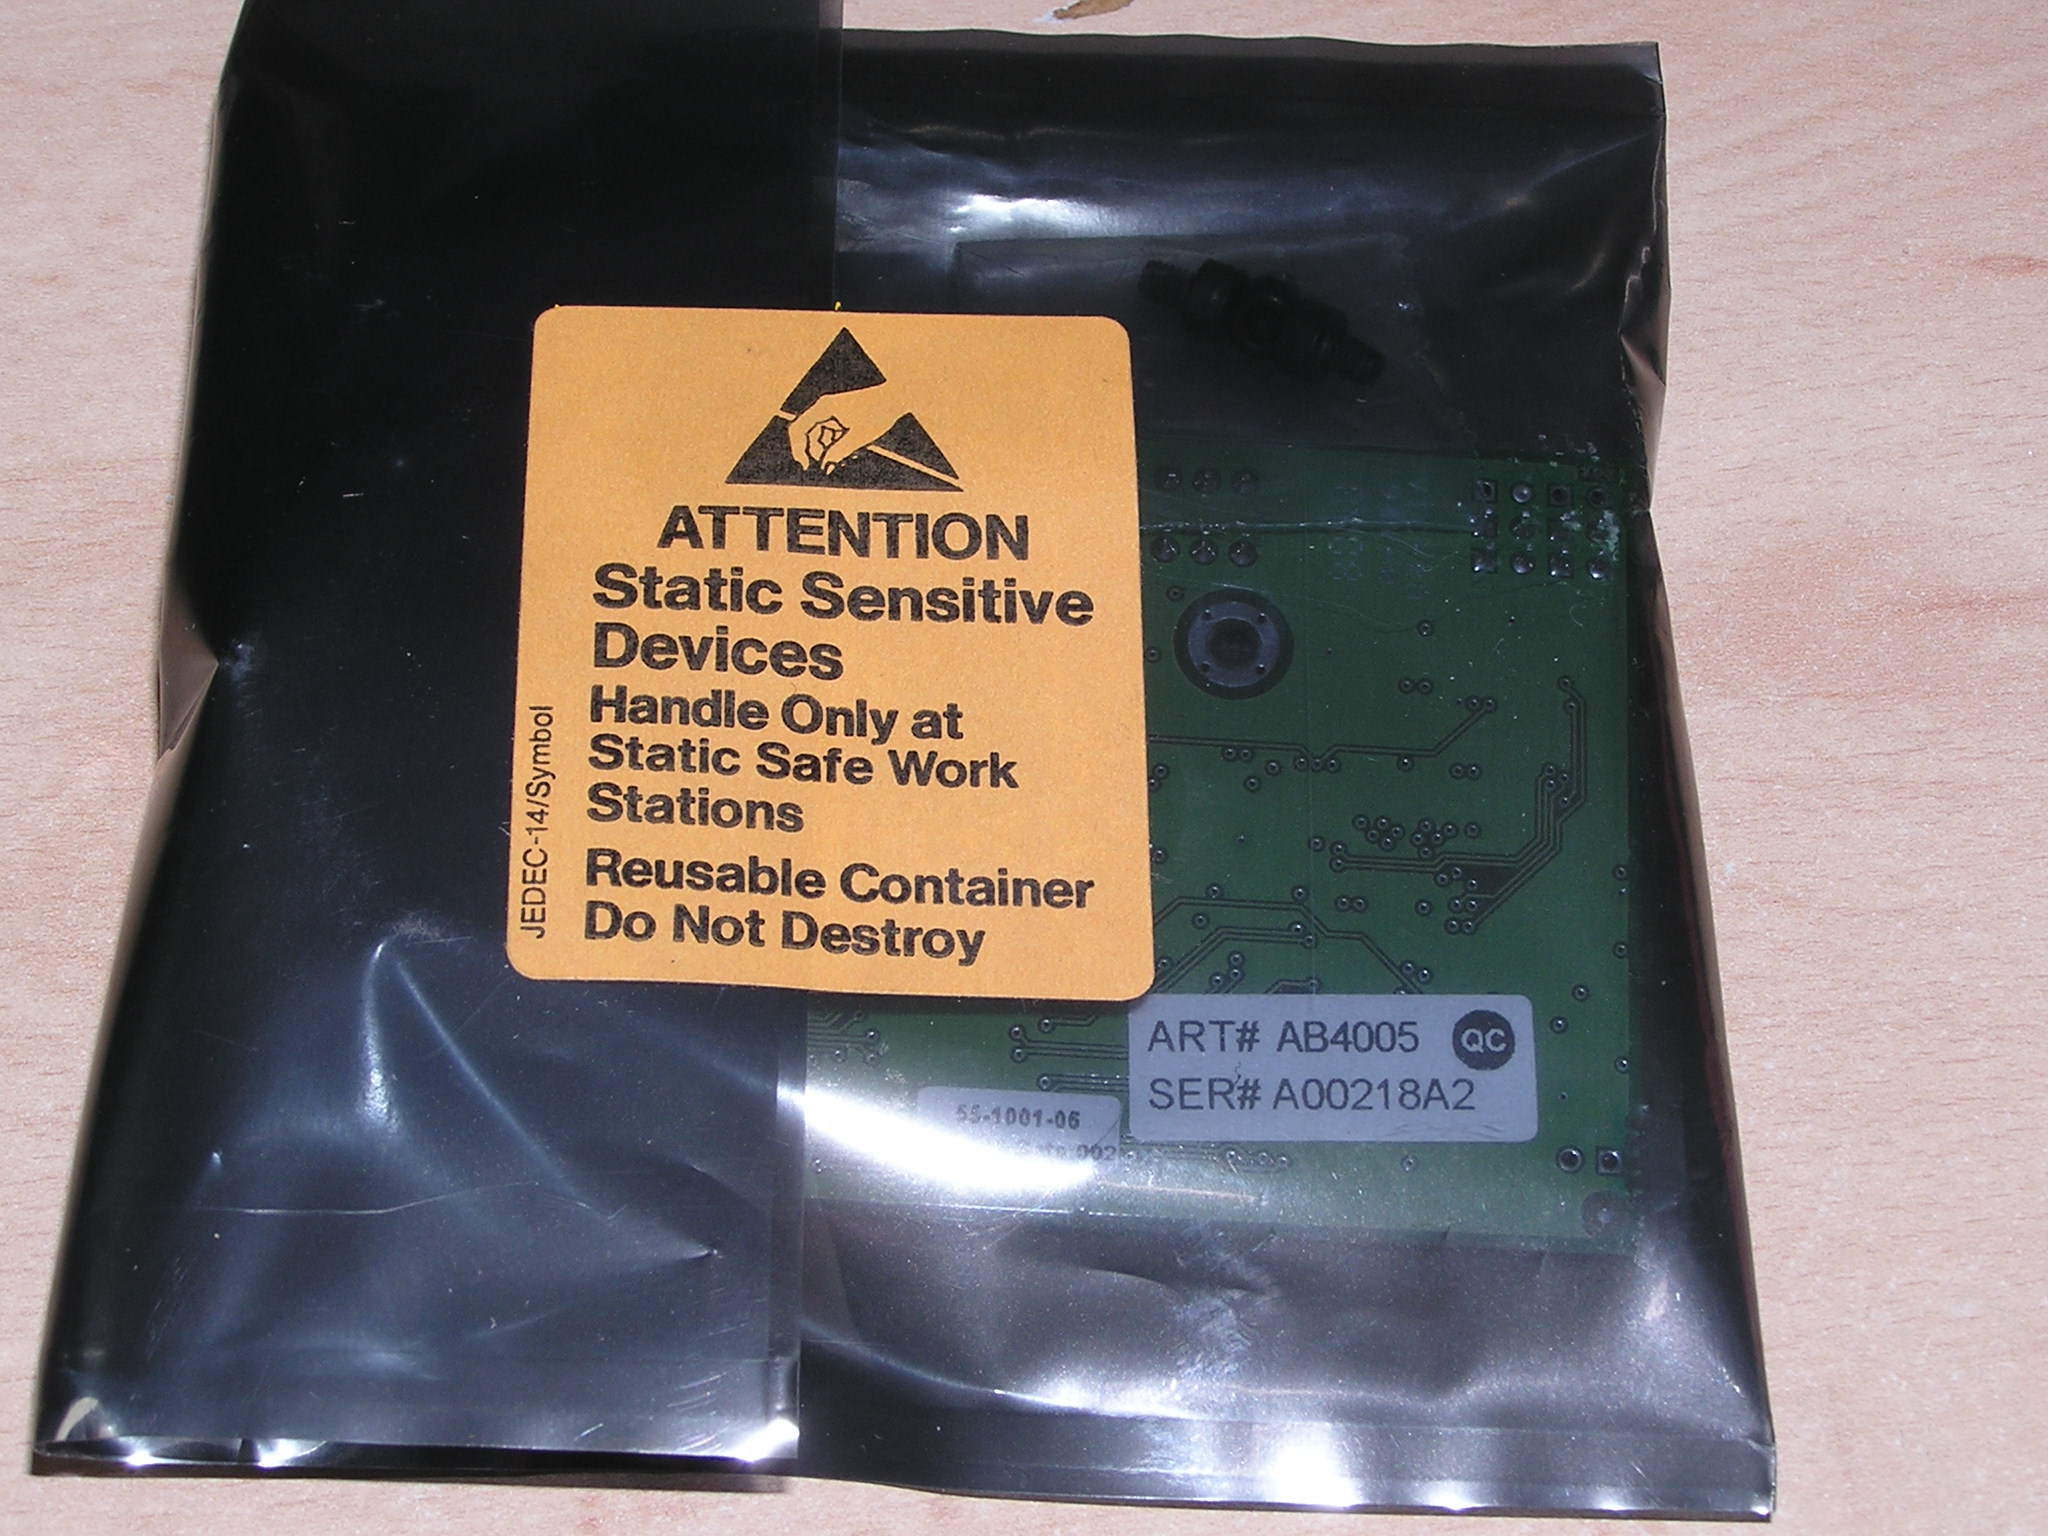 ATTENTION
Static Sensitive
Devices
Handle Only at
Static Safe Work
Stations
Reusable Container
Do Not Destroy
JEDEC-14/Symbol
ART# AB4005 QC
SER# A00218A2
55-1001-06
002